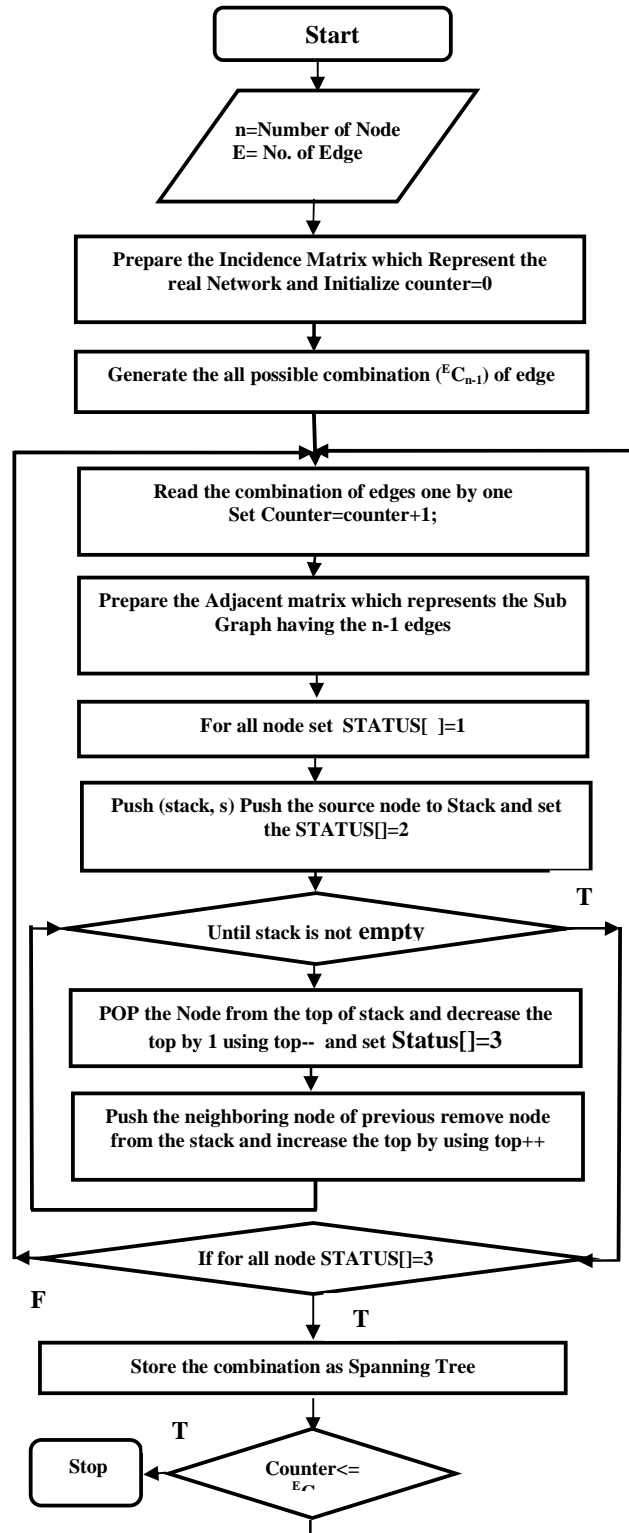 Start
n=Number of Node
E= No. of Edge
Prepare the Incidence Matrix which Represent the
real Network and Initialize counter=0
Generate the all possible combination (ᴱCₙ₋₁) of edge
Read the combination of edges one by one
Set Counter=counter+1;
Prepare the Adjacent matrix which represents the Sub
Graph having the n-1 edges
For all node set STATUS[ ]=1
Push (stack, s) Push the source node to Stack and set
the STATUS[]=2
T
Until stack is not empty
POP the Node from the top of stack and decrease the
top by 1 using top-- and set Status[]=3
Push the neighboring node of previous remove node
from the stack and increase the top by using top++
If for all node STATUS[]=3
F
T
Store the combination as Spanning Tree
T
Stop
Counter<=